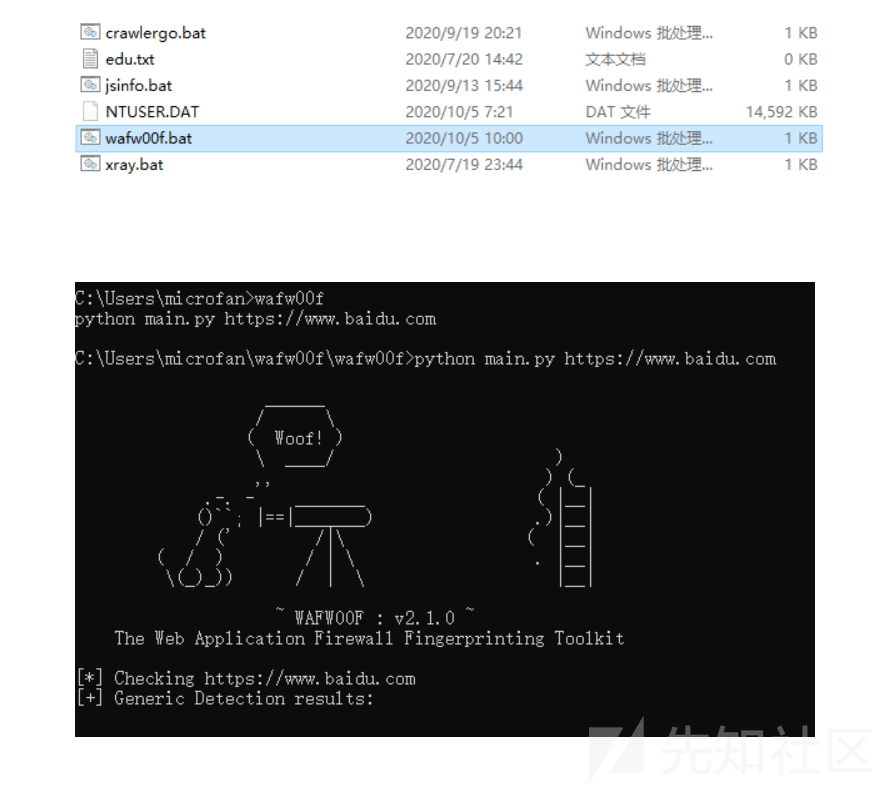 crawlergo.bat 2020/9/19 20:21 Windows 批处理... 1 KB
edu.txt 2020/7/20 14:42 文本文档 0 KB
jsinfo.bat 2020/9/13 15:44 Windows 批处理... 1 KB
NTUSER.DAT 2020/10/5 7:21 DAT 文件 14,592 KB
wafw00f.bat 2020/10/5 10:00 Windows 批处理... 1 KB
xray.bat 2020/7/19 23:44 Windows 批处理... 1 KB
C:\Users\microfan>wafw00f
python main.py https://www.baidu.com
C:\Users\microfan\wafw00f\wafw00f>python main.py https://www.baidu.com
Woof!
~ WAFW00F : v2.1.0 ~
The Web Application Firewall Fingerprinting Toolkit
[*] Checking https://www.baidu.com
[+] Generic Detection results:
先知社区